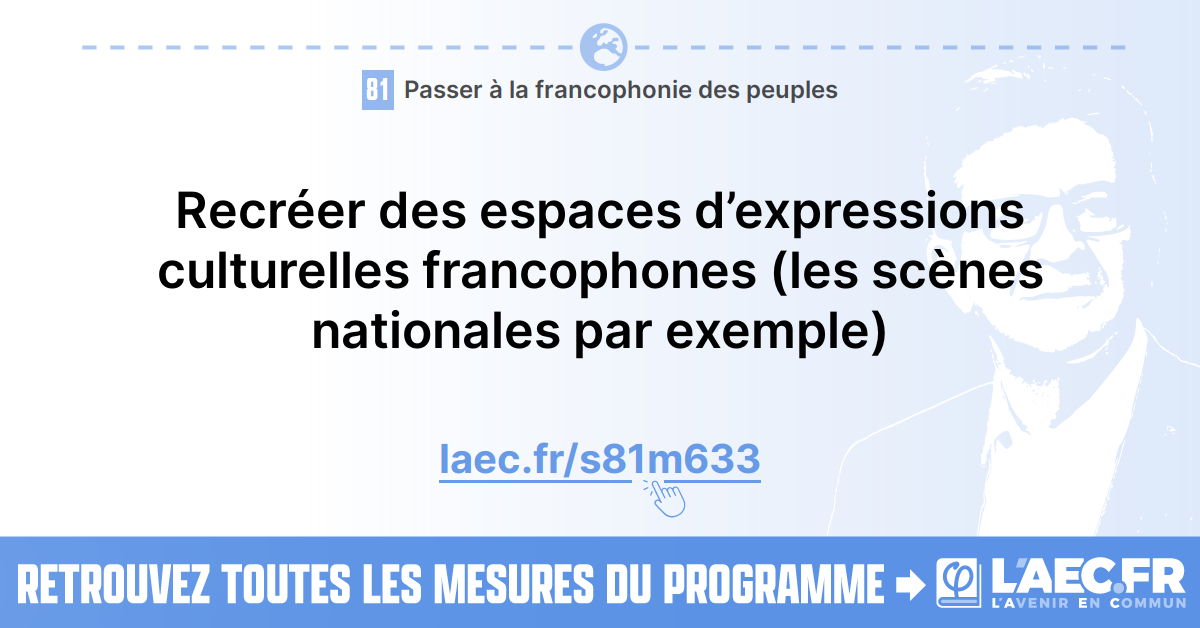 81 Passer à la francophonie des peuples
Recréer des espaces d’expressions
culturelles francophones (les scènes
nationales par exemple)
laec.fr/s81m633
RETROUVEZ TOUTES LES MESURES DU PROGRAMME
φ L'AEC.FR
L'AVENIR EN COMMUN